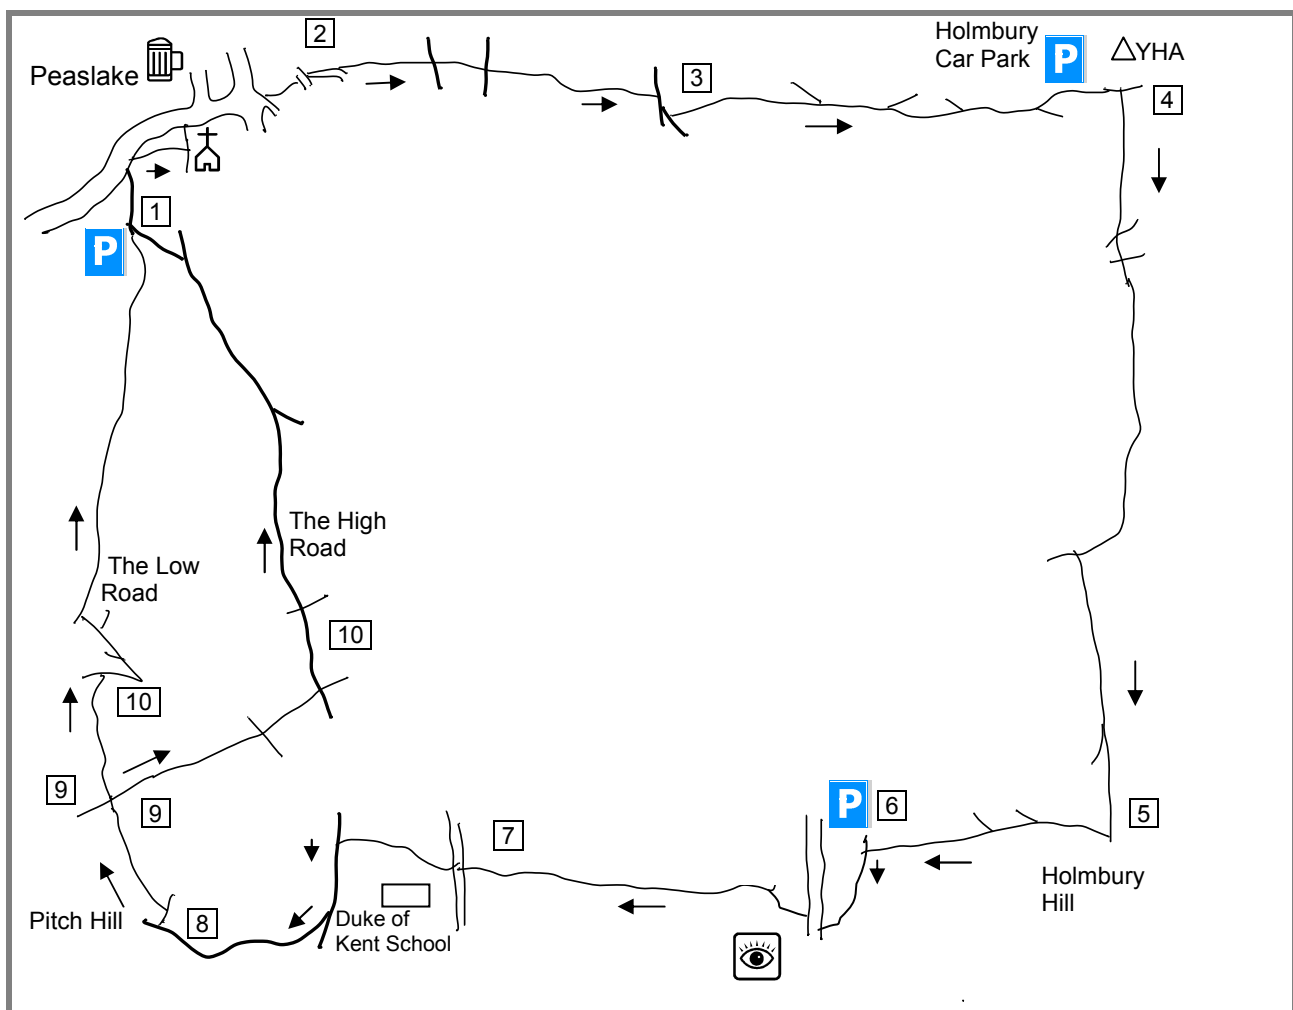 2
Holmbury
Car Park
P
YHA
Peaslake
3
4
1
P
The High
Road
The Low
Road
10
10
9
9
P
6
5
7
Holmbury
Hill
Pitch Hill
8
Duke of
Kent School